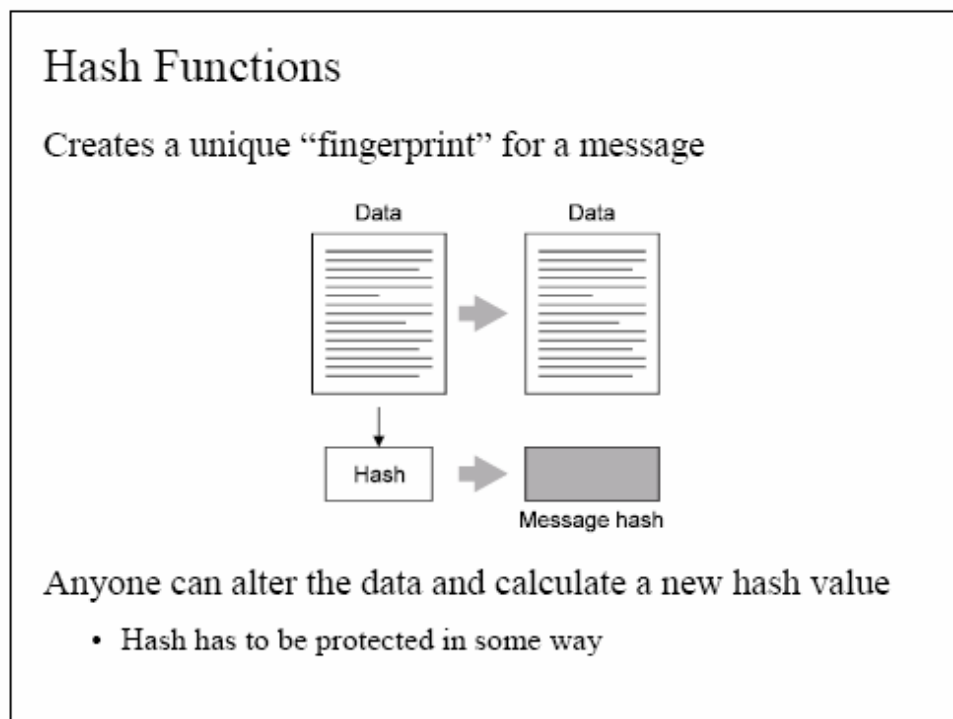 Hash Functions
Creates a unique “fingerprint” for a message
Data Data
Hash
Message hash
Anyone can alter the data and calculate a new hash value
• Hash has to be protected in some way